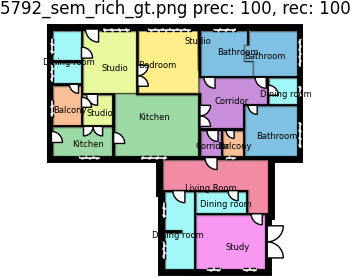 5792_sem_rich_gt.png prec: 100, rec: 100
Studio
Bathroom
Bathroom
Dining room
Studio
Bedroom
Dining room
Corridor
Balcony
Studio
Kitchen
Bathroom
Kitchen
Corridor
Balcony
Living Room
Dining room
Dining room
Study